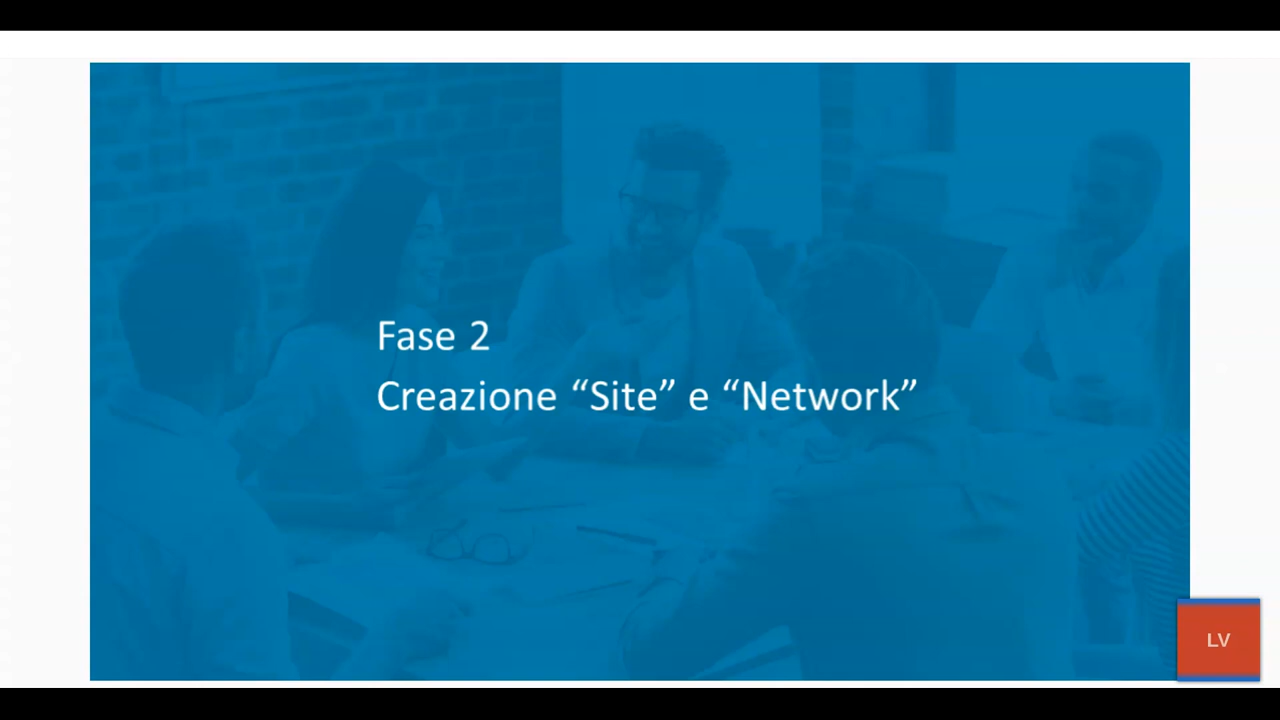 Fase 2
Creazione “Site” e “Network”
LV